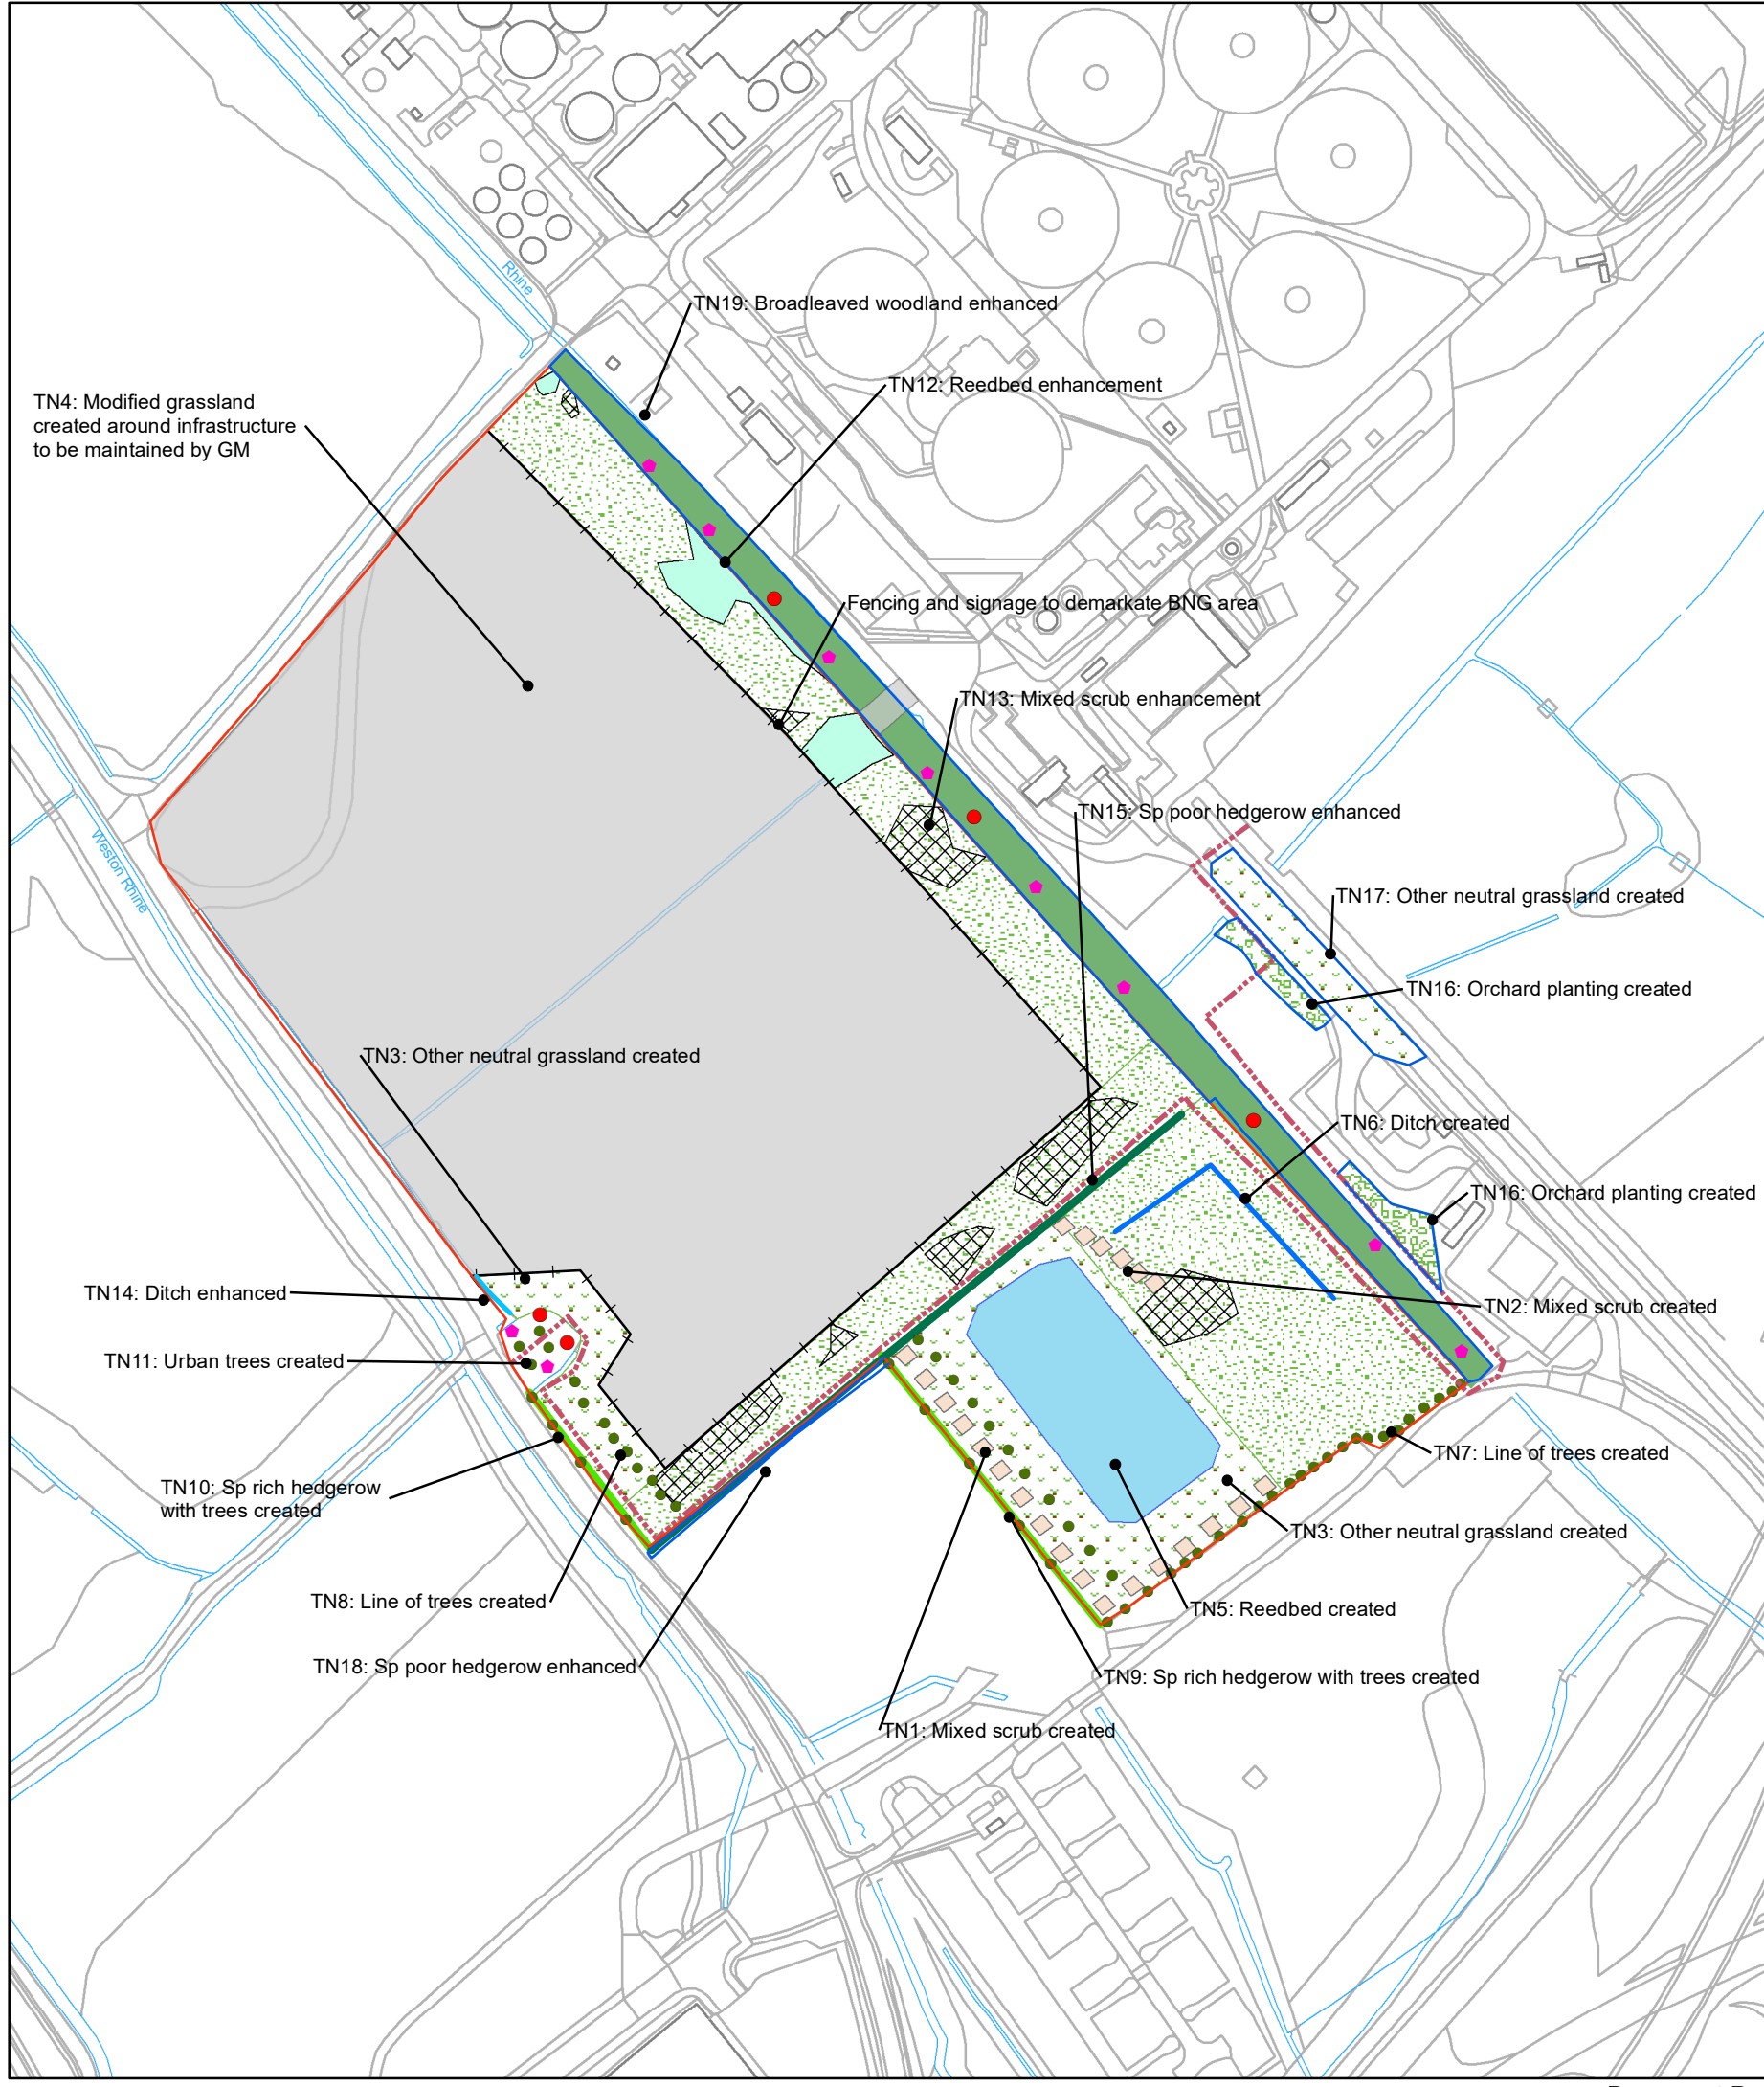 Rhine
TN19: Broadleaved woodland enhanced
TN12: Reedbed enhancement
TN4: Modified grassland
created around infrastructure
to be maintained by GM
Fencing and signage to demarkate BNG area
TN13: Mixed scrub enhancement
TN15: Sp poor hedgerow enhanced
Weston Rhine
TN17: Other neutral grassland created
TN16: Orchard planting created
TN3: Other neutral grassland created
TN6: Ditch created
TN16: Orchard planting created
TN14: Ditch enhanced
TN2: Mixed scrub created
TN11: Urban trees created
TN7: Line of trees created
TN10: Sp rich hedgerow
with trees created
TN3: Other neutral grassland created
TN8: Line of trees created
TN5: Reedbed created
TN18: Sp poor hedgerow enhanced
TN9: Sp rich hedgerow with trees created
TN1: Mixed scrub created